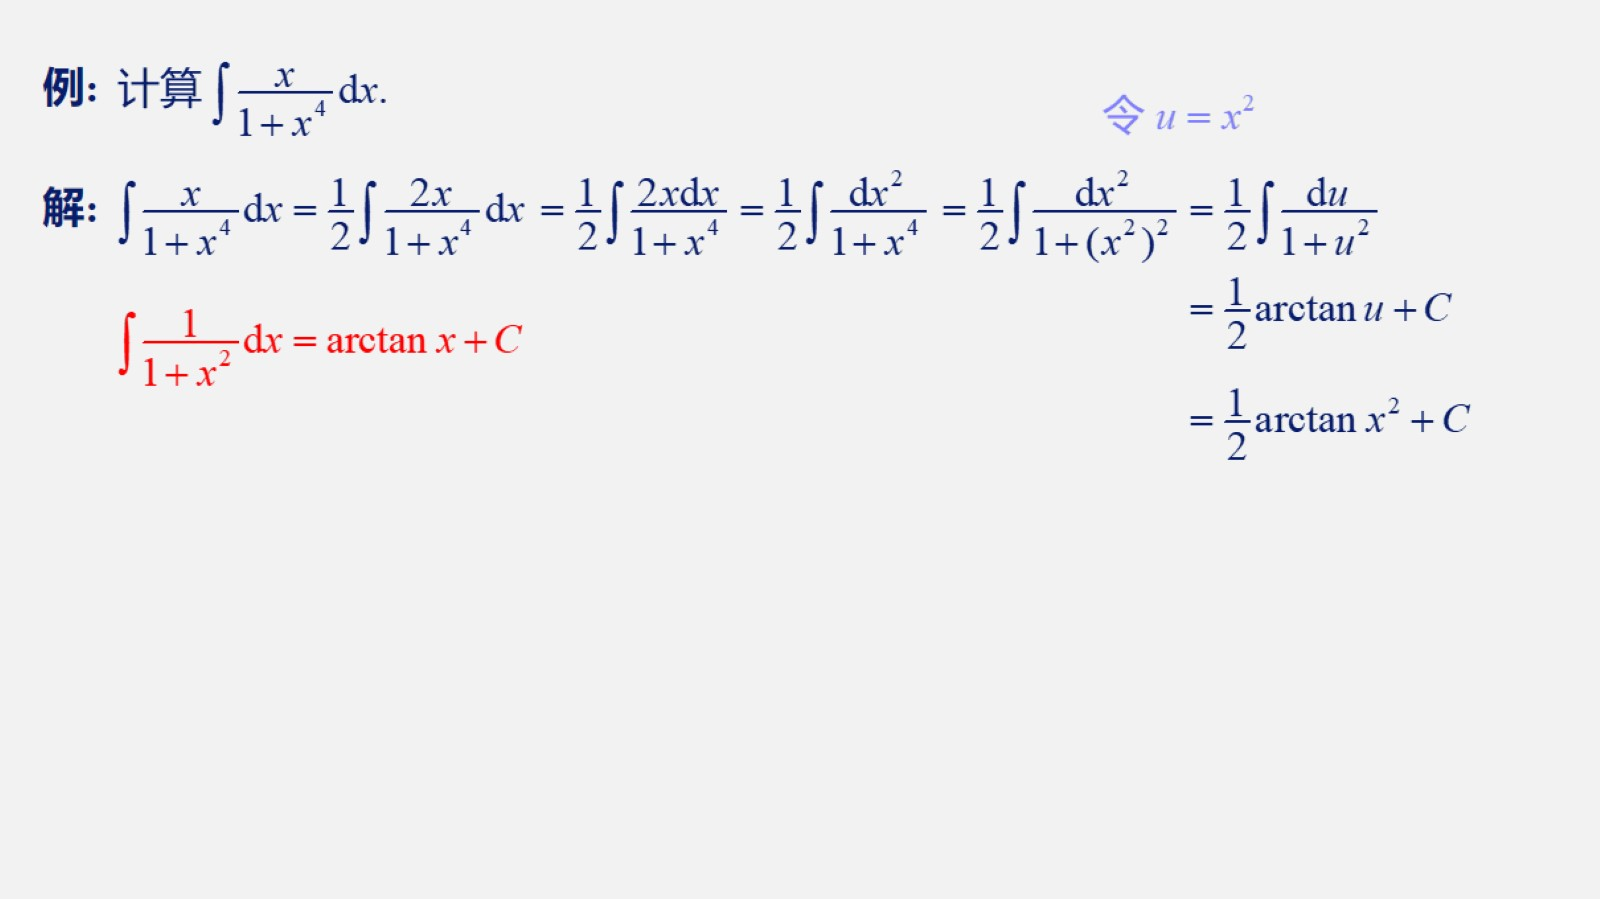 例: 计算 ∫ x/(1+x⁴) dx.
令 u = x²
解: ∫ x/(1+x⁴) dx = 1/2 ∫ 2x/(1+x⁴) dx = 1/2 ∫ 2xdx/(1+x⁴) = 1/2 ∫ dx²/(1+x⁴) = 1/2 ∫ dx²/(1+(x²)²) = 1/2 ∫ du/(1+u²)
= 1/2 arctan u + C
∫ 1/(1+x²) dx = arctan x + C
= 1/2 arctan x² + C